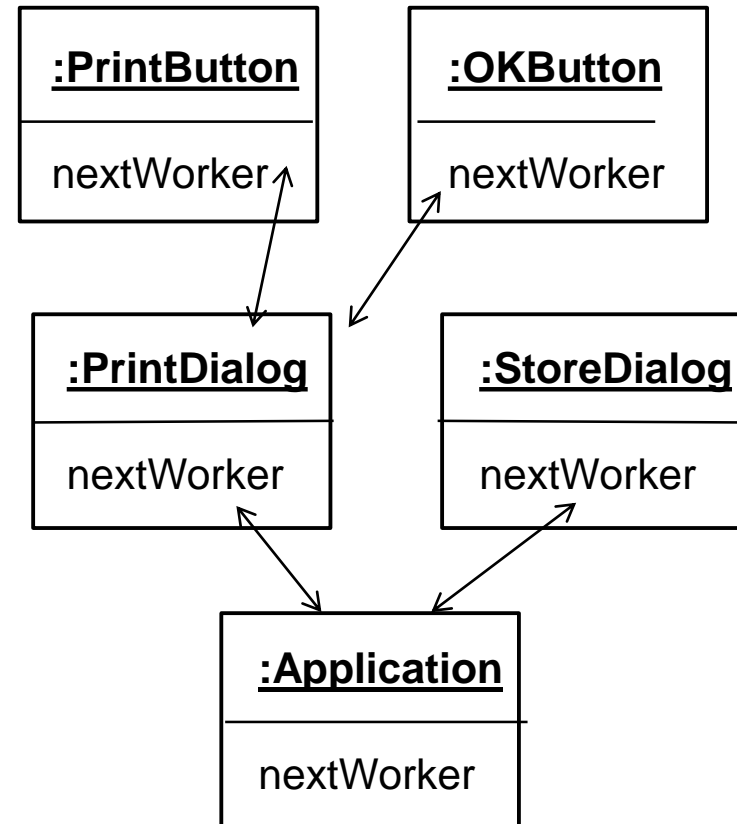 :PrintButton
nextWorker
:OKButton
nextWorker
:PrintDialog
nextWorker
:StoreDialog
nextWorker
:Application
nextWorker